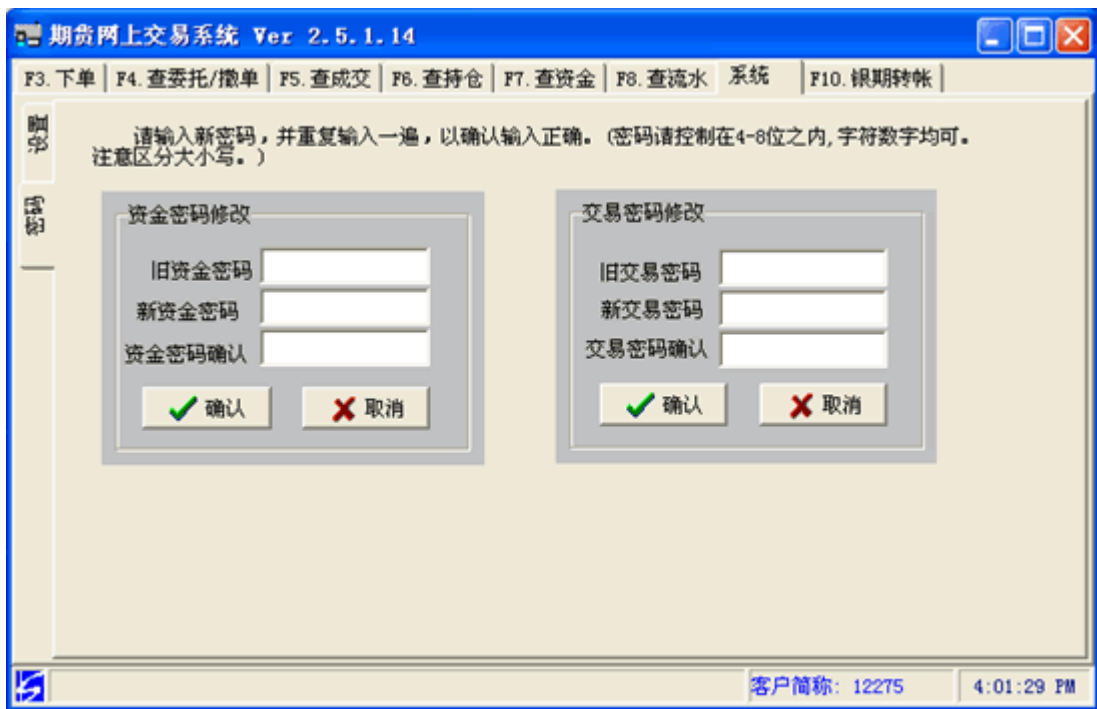 期货网上交易系统 Ver 2.5.1.14
F3.下单 F4.查委托/撤单 F5.查成交 F6.查持仓 F7.查资金 F8.查流水 系统 F10.银期转帐
设置
密码
请输入新密码,并重复输入一遍,以确认输入正确。(密码请控制在4-8位之内,字符数字均可。
注意区分大小写。)
资金密码修改
旧资金密码
新资金密码
资金密码确认
确认 取消
交易密码修改
旧交易密码
新交易密码
交易密码确认
确认 取消
客户简称: 12275 4:01:29 PM